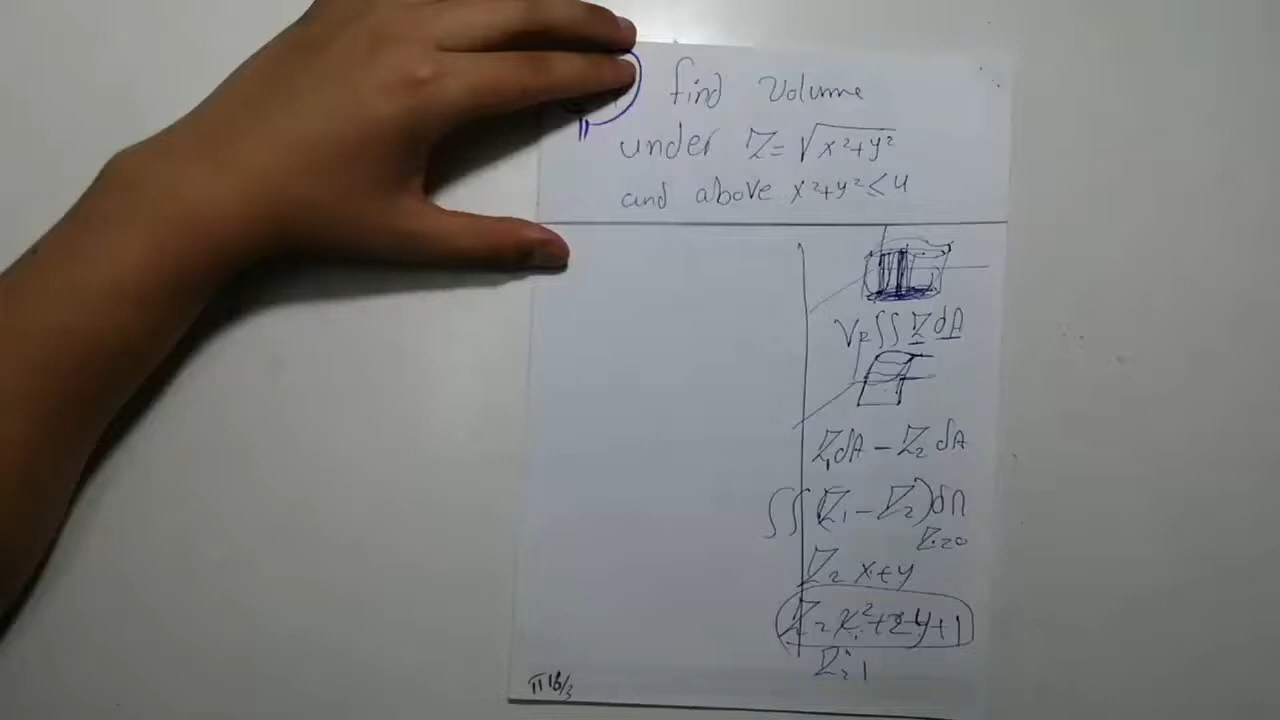 find volume
under Z = √x²+y²
and above x²+y² ≤ 4
V = ∫∫ Z dA
Z₁dA − Z₂ dA
∫∫ (Z₁ − Z₂) dA
Z=0
Z = x+y
Z = x²+2y+1
Z=1
π16/3